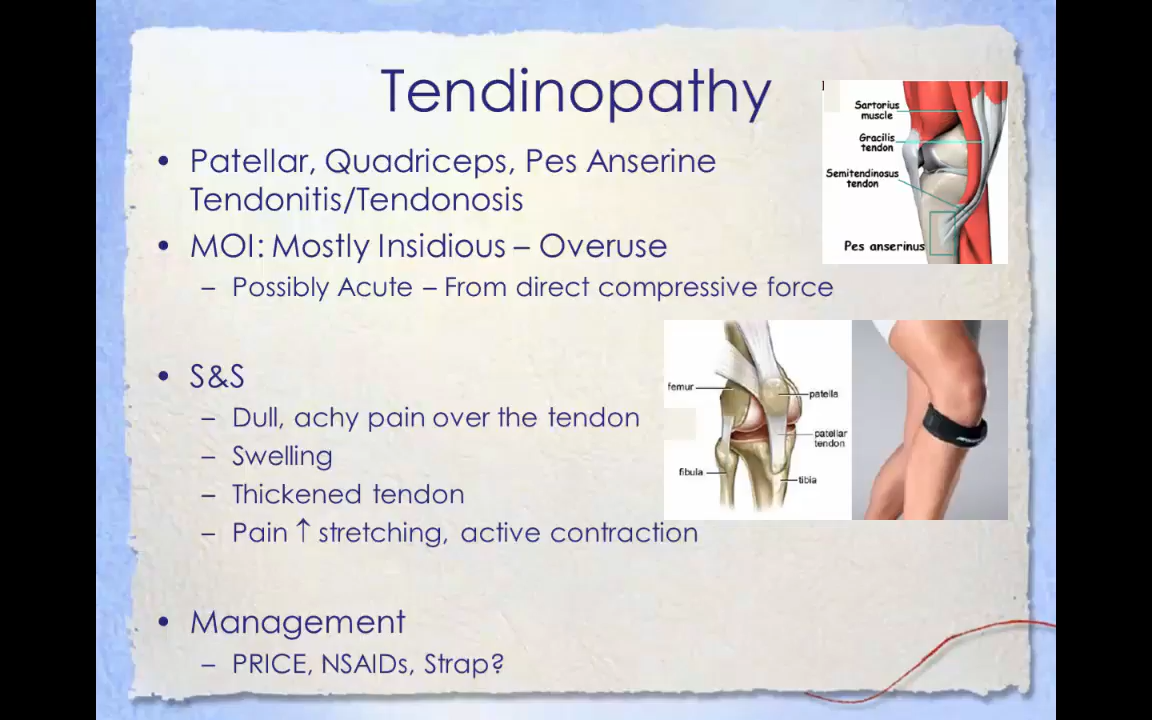 Tendinopathy
• Patellar, Quadriceps, Pes Anserine
Tendonitis/Tendonosis
• MOI: Mostly Insidious – Overuse
– Possibly Acute – From direct compressive force
• S&S
– Dull, achy pain over the tendon
– Swelling
– Thickened tendon
– Pain ↑ stretching, active contraction
• Management
– PRICE, NSAIDs, Strap?
Sartorius
muscle
Gracilis
tendon
Semitendinosus
tendon
Pes anserinus
femur
patella
patellar
tendon
fibula
tibia